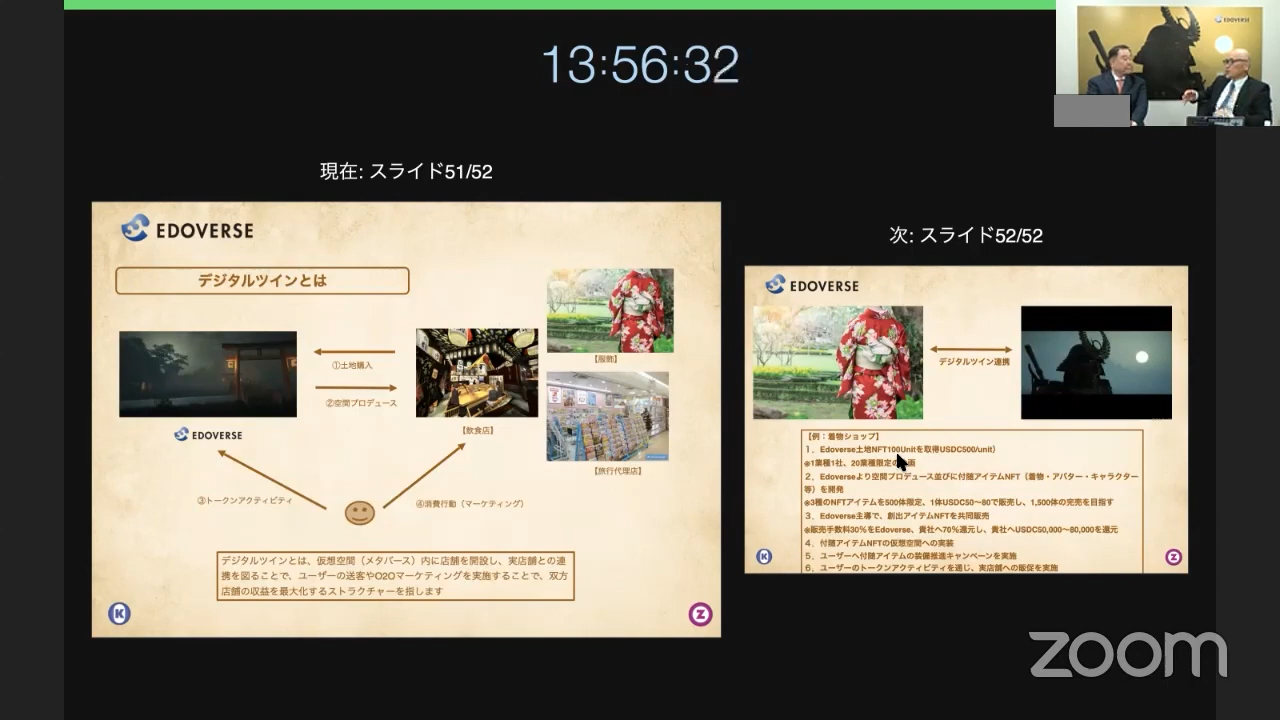 13:56:32
EDOVERSE
現在: スライド51/52
次: スライド52/52
EDOVERSE
デジタルツインとは
①土地購入
②空間プロデュース
【服飾】
【飲食店】
EDOVERSE
【旅行代理店】
③トークンアクティビティ
④消費行動（マーケティング）
デジタルツインとは、仮想空間（メタバース）内に店舗を開設し、実店舗との連
携を図ることで、ユーザーの送客やO2Oマーケティングを実施することで、双方
店舗の収益を最大化するストラクチャーを指します
K
Z
EDOVERSE
デジタルツイン連携
【例：着物ショップ】
1．Edoverse土地NFT100Unitを取得USDC500/unit）
※1業種1社、20業種限定の 画
2．Edoverseより空間プロデュース並びに付随アイテムNFT（着物・アバター・キャラクター
等）を開発
※3種のNFTアイテムを500体限定、1体USDC50～80で販売し、1,500体の完売を目指す
3．Edoverse主導で、創出アイテムNFTを共同販売
※販売手数料30％をEdoverse、貴社へ70％還元し、貴社へUSDC50,000～80,000を還元
4．付随アイテムNFTの仮想空間への実装
5．ユーザーへ付随アイテムの装備推進キャンペーンを実施
6．ユーザーのトークンアクティビティを通じ、実店舗への販促を実施
K
Z
zoom